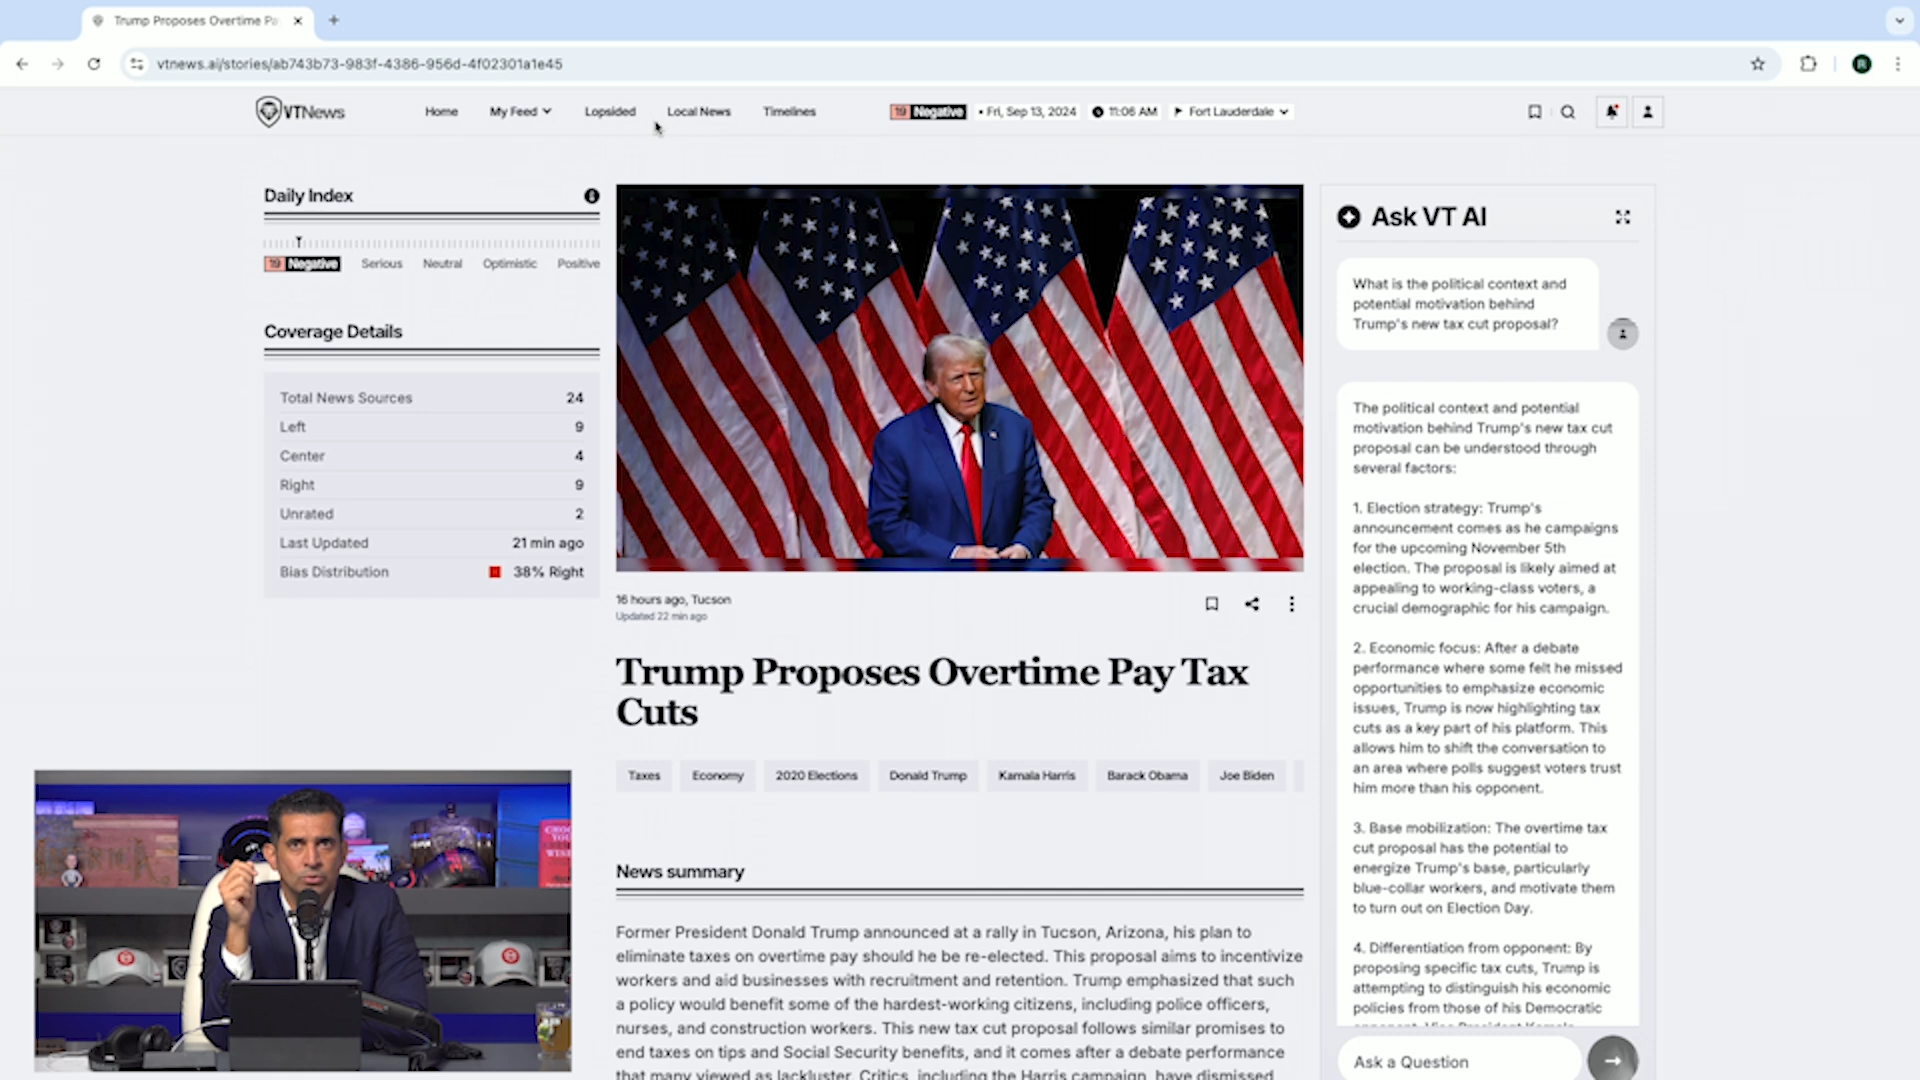 Trump Proposes Overtime Pa
vtnews.ai/stories/ab743b73-983f-4386-956d-4f02301a1e45
VTNews
Home
My Feed
Lopsided
Local News
Timelines
19 Negative
• Fri, Sep 13, 2024
11:06 AM
Fort Lauderdale
Daily Index
19 Negative
Serious
Neutral
Optimistic
Positive
Coverage Details
Total News Sources 24
Left 9
Center 4
Right 9
Unrated 2
Last Updated 21 min ago
Bias Distribution 38% Right
16 hours ago, Tucson
Updated 22 min ago
Trump Proposes Overtime Pay Tax
Cuts
Taxes
Economy
2020 Elections
Donald Trump
Kamala Harris
Barack Obama
Joe Biden
News summary
Former President Donald Trump announced at a rally in Tucson, Arizona, his plan to
eliminate taxes on overtime pay should he be re-elected. This proposal aims to incentivize
workers and aid businesses with recruitment and retention. Trump emphasized that such
a policy would benefit some of the hardest-working citizens, including police officers,
nurses, and construction workers. This new tax cut proposal follows similar promises to
end taxes on tips and Social Security benefits, and it comes after a debate performance
that many viewed as lackluster. Critics, including the Harris campaign, have dismissed
Ask VT AI
What is the political context and
potential motivation behind
Trump's new tax cut proposal?
The political context and potential
motivation behind Trump's new tax cut
proposal can be understood through
several factors:
1. Election strategy: Trump's
announcement comes as he campaigns
for the upcoming November 5th
election. The proposal is likely aimed at
appealing to working-class voters, a
crucial demographic for his campaign.
2. Economic focus: After a debate
performance where some felt he missed
opportunities to emphasize economic
issues, Trump is now highlighting tax
cuts as a key part of his platform. This
allows him to shift the conversation to
an area where polls suggest voters trust
him more than his opponent.
3. Base mobilization: The overtime tax
cut proposal has the potential to
energize Trump's base, particularly
blue-collar workers, and motivate them
to turn out on Election Day.
4. Differentiation from opponent: By
proposing specific tax cuts, Trump is
attempting to distinguish his economic
policies from those of his Democratic
Ask a Question